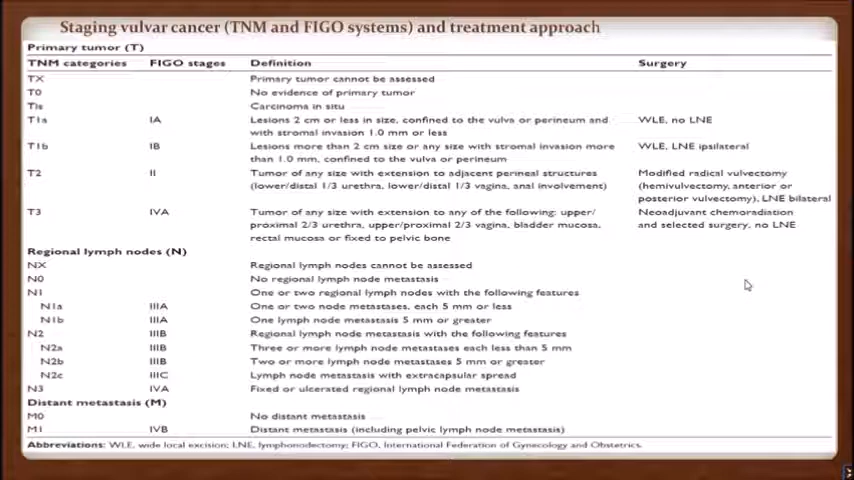 Staging vulvar cancer (TNM and FIGO systems) and treatment approach
Primary tumor (T)
TNM categories FIGO stages Definition Surgery
TX Primary tumor cannot be assessed
T0 No evidence of primary tumor
Tis Carcinoma in situ
T1a IA Lesions 2 cm or less in size, confined to the vulva or perineum and WLE, no LNE
with stromal invasion 1.0 mm or less
T1b IB Lesions more than 2 cm size or any size with stromal invasion more WLE, LNE ipsilateral
than 1.0 mm, confined to the vulva or perineum
T2 II Tumor of any size with extension to adjacent perineal structures Modified radical vulvectomy
(lower/distal 1/3 urethra, lower/distal 1/3 vagina, anal involvement) (hemivulvectomy, anterior or
posterior vulvectomy), LNE bilateral
T3 IVA Tumor of any size with extension to any of the following: upper/ Neoadjuvant chemoradiation
proximal 2/3 urethra, upper/proximal 2/3 vagina, bladder mucosa, and selected surgery, no LNE
rectal mucosa or fixed to pelvic bone
Regional lymph nodes (N)
NX Regional lymph nodes cannot be assessed
N0 No regional lymph node metastasis
N1 One or two regional lymph nodes with the following features
N1a IIIA One or two node metastases, each 5 mm or less
N1b IIIA One lymph node metastasis 5 mm or greater
N2 IIIB Regional lymph node metastasis with the following features
N2a IIIB Three or more lymph node metastases each less than 5 mm
N2b IIIB Two or more lymph node metastases 5 mm or greater
N2c IIIC Lymph node metastasis with extracapsular spread
N3 IVA Fixed or ulcerated regional lymph node metastasis
Distant metastasis (M)
M0 No distant metastasis
M1 IVB Distant metastasis (including pelvic lymph node metastasis)
Abbreviations: WLE, wide local excision; LNE, lymphonodectomy; FIGO, International Federation of Gynecology and Obstetrics.